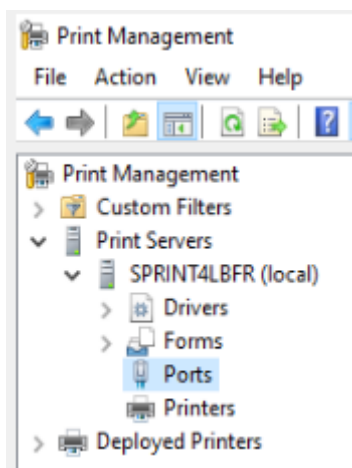 Print Management
File Action View Help
Print Management
Custom Filters
Print Servers
SPRINT4LBFR (local)
Drivers
Forms
Ports
Printers
Deployed Printers